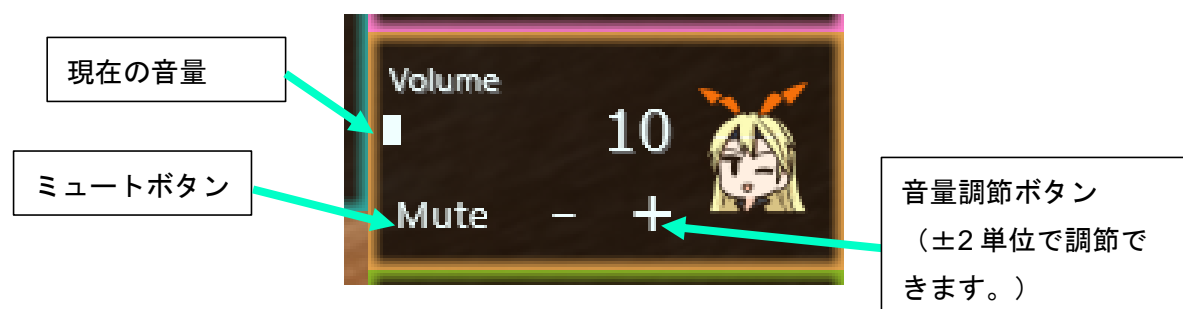 現在の音量
Volume
10
ミュートボタン
Mute － ＋
音量調節ボタン
（±2 単位で調節で
きます。）